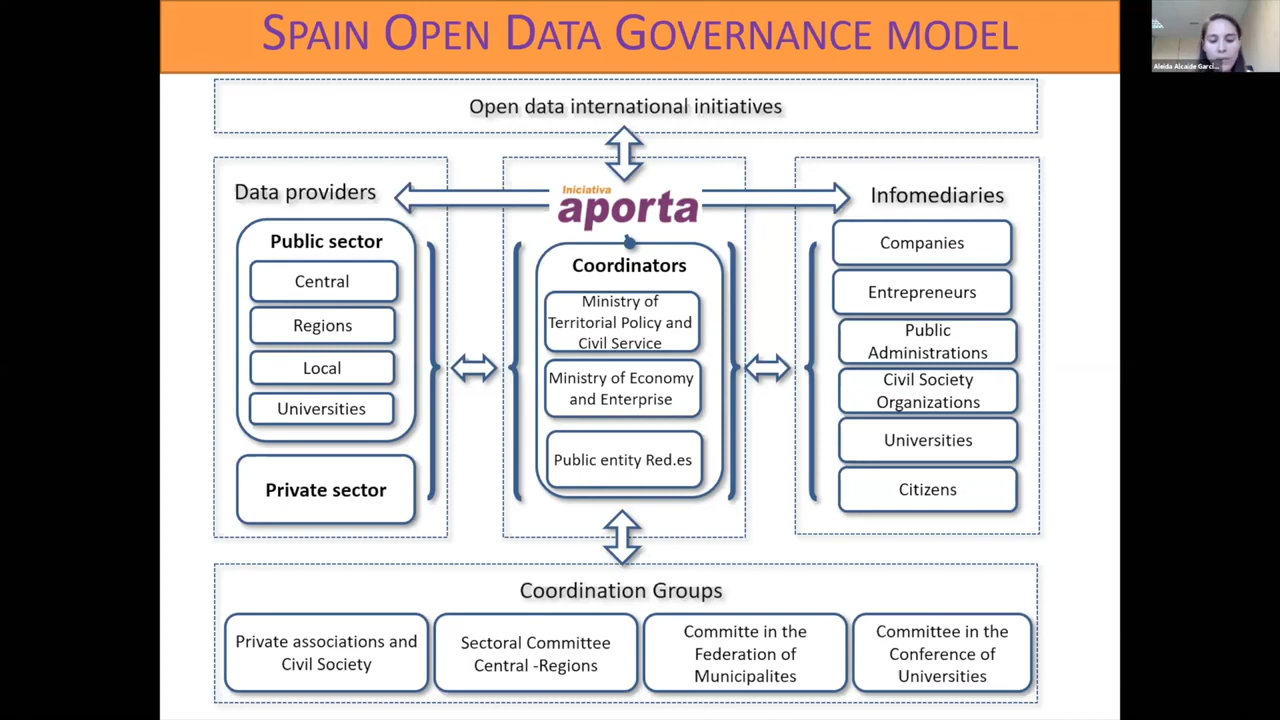 SPAIN OPEN DATA GOVERNANCE MODEL
Aleida Alcaide Garcí...
Open data international initiatives
Data providers
Public sector
Central
Regions
Local
Universities
Private sector
Iniciativa
aporta
Coordinators
Ministry of
Territorial Policy and
Civil Service
Ministry of Economy
and Enterprise
Public entity Red.es
Infomediaries
Companies
Entrepreneurs
Public
Administrations
Civil Society
Organizations
Universities
Citizens
Coordination Groups
Private associations and
Civil Society
Sectoral Committee
Central -Regions
Committe in the
Federation of
Municipalites
Committee in the
Conference of
Universities